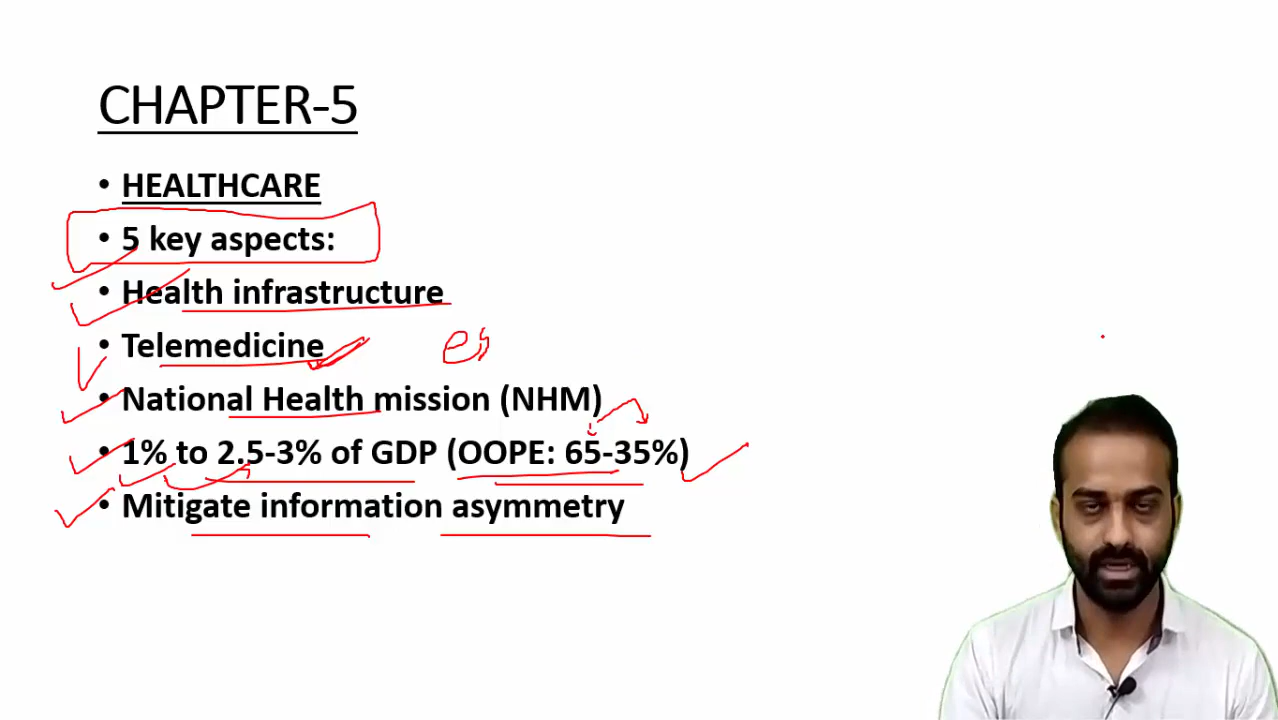 CHAPTER-5
• HEALTHCARE
• 5 key aspects:
• Health infrastructure
• Telemedicine
• National Health mission (NHM)
• 1% to 2.5-3% of GDP (OOPE: 65-35%)
• Mitigate information asymmetry